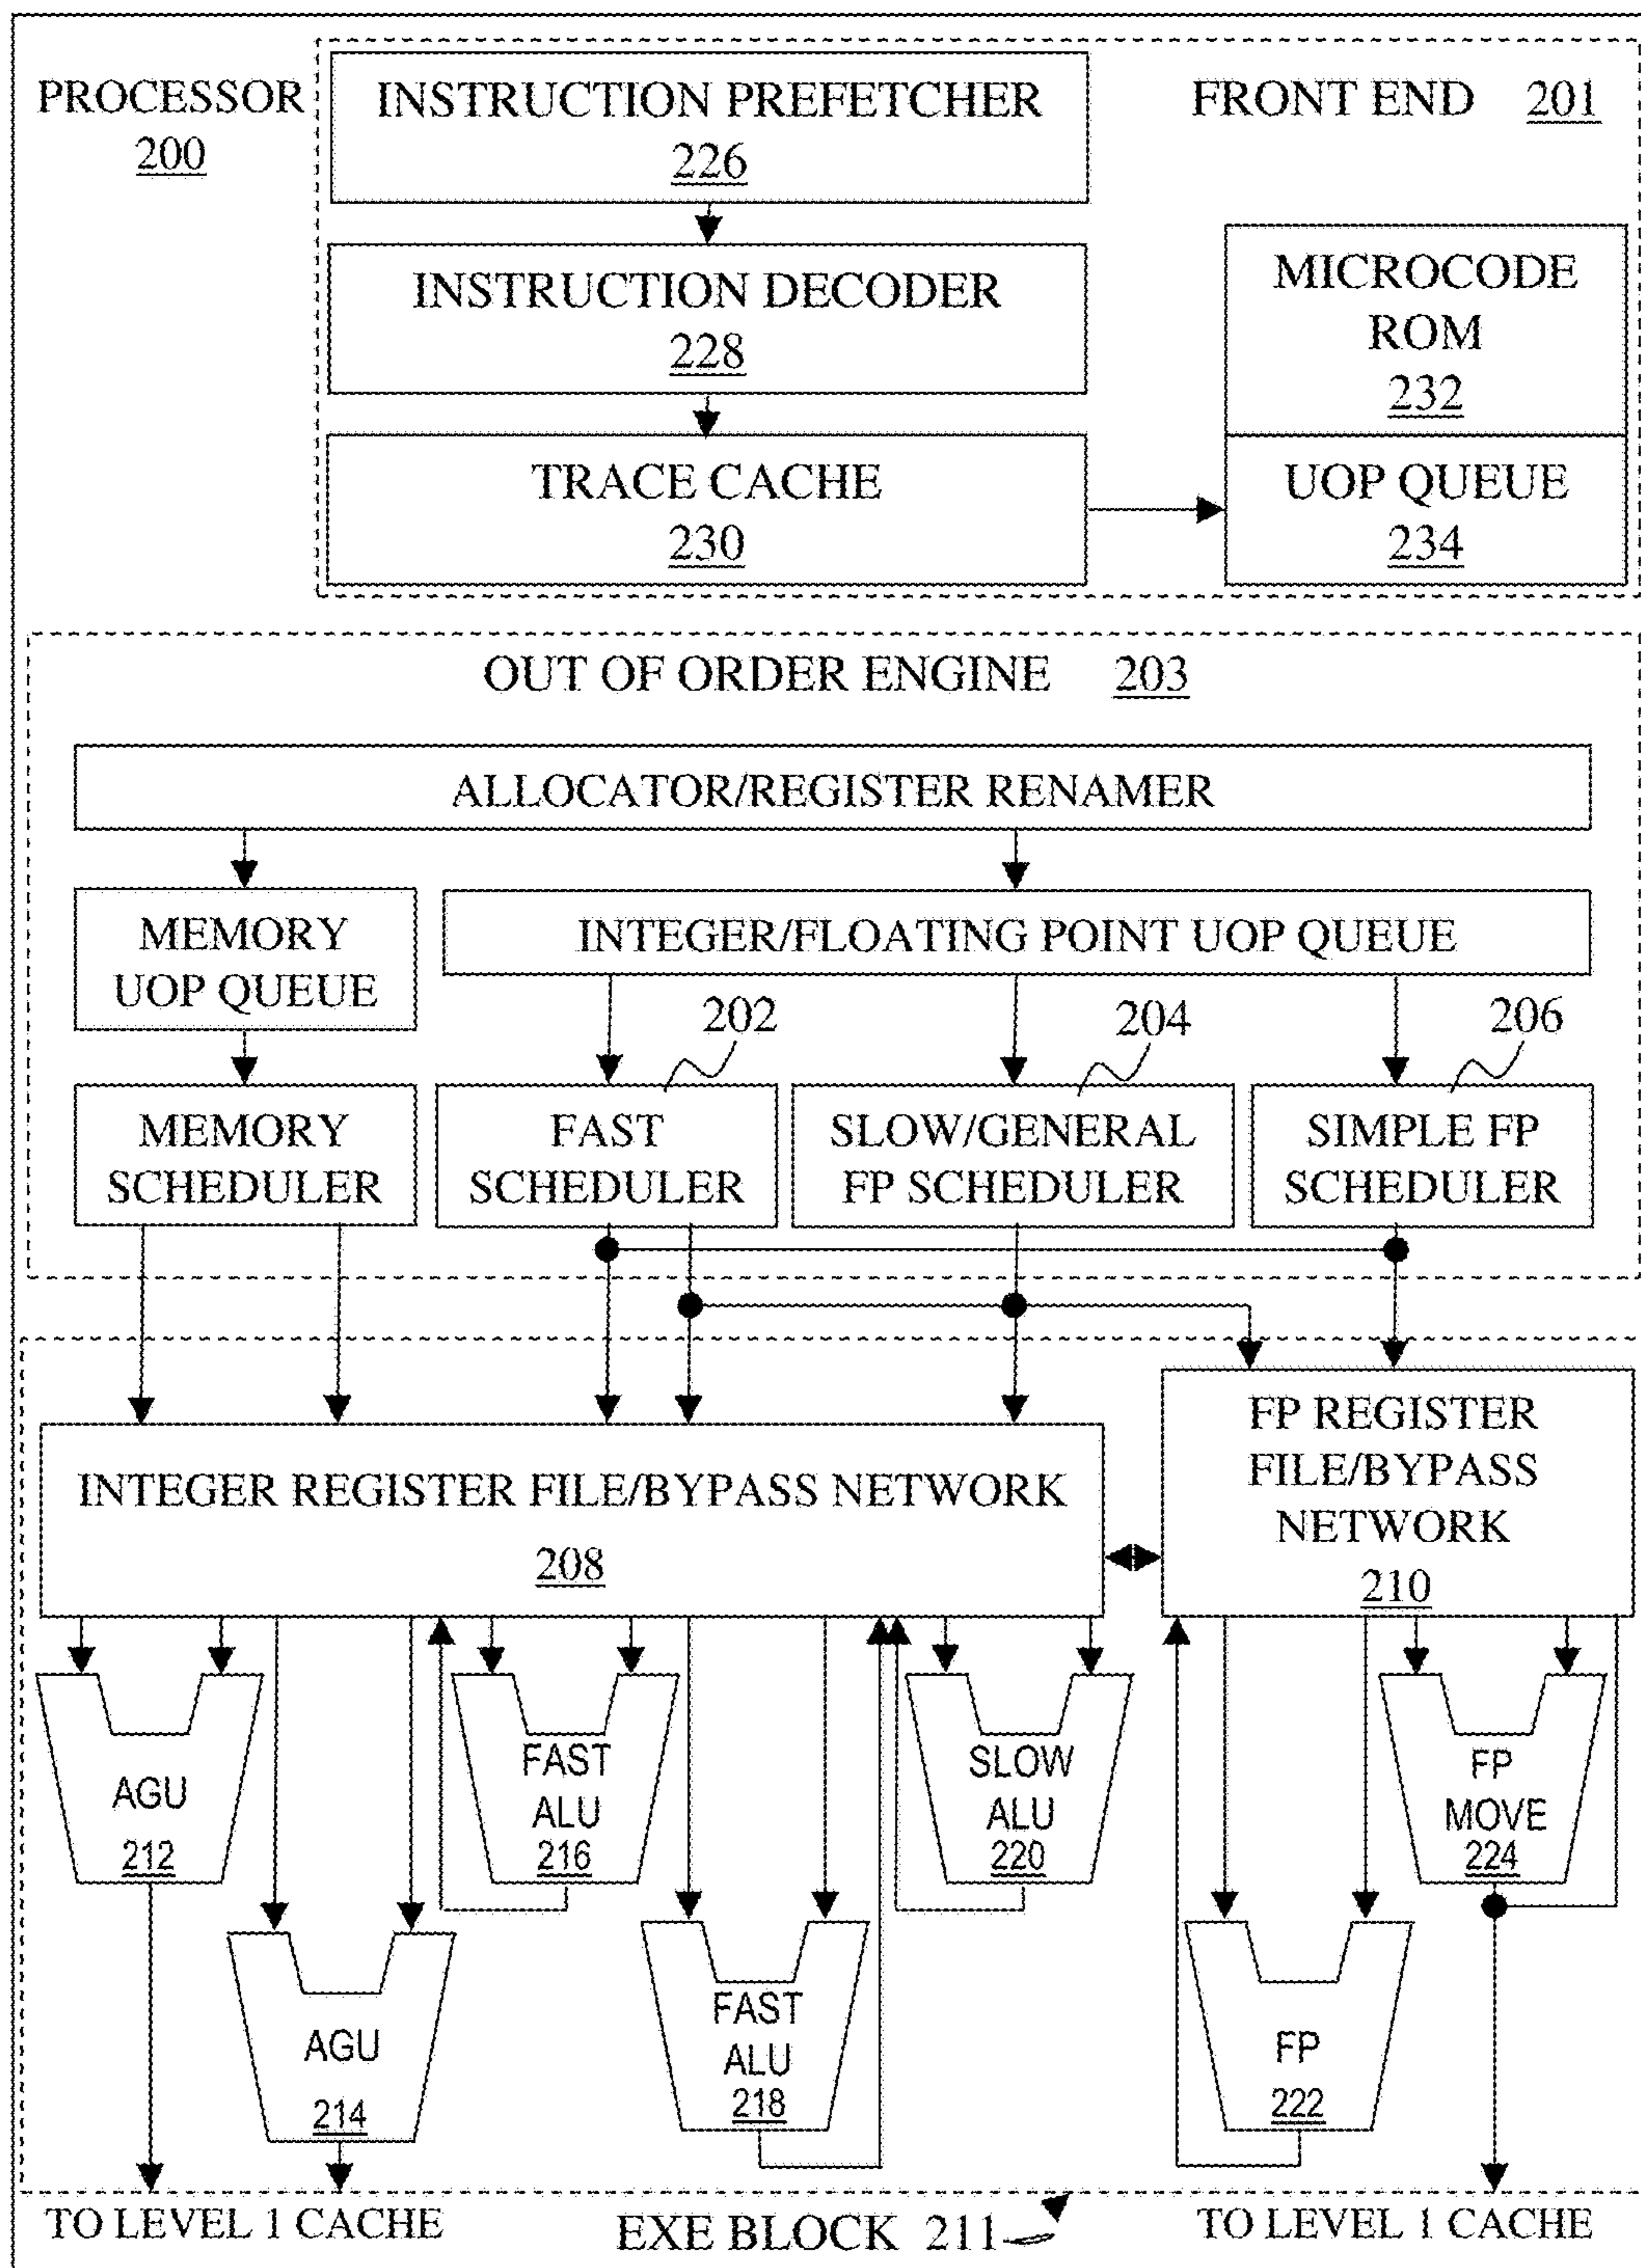 PROCESSOR
200
INSTRUCTION PREFETCHER
226
FRONT END 201
INSTRUCTION DECODER
228
MICROCODE
ROM
232
TRACE CACHE
230
UOP QUEUE
234
OUT OF ORDER ENGINE 203
ALLOCATOR/REGISTER RENAMER
MEMORY
UOP QUEUE
INTEGER/FLOATING POINT UOP QUEUE
202
204
206
MEMORY
SCHEDULER
FAST
SCHEDULER
SLOW/GENERAL
FP SCHEDULER
SIMPLE FP
SCHEDULER
INTEGER REGISTER FILE/BYPASS NETWORK
208
FP REGISTER
FILE/BYPASS
NETWORK
210
AGU
212
FAST
ALU
216
SLOW
ALU
220
FP
MOVE
224
AGU
214
FAST
ALU
218
FP
222
TO LEVEL 1 CACHE
EXE BLOCK 211
TO LEVEL 1 CACHE